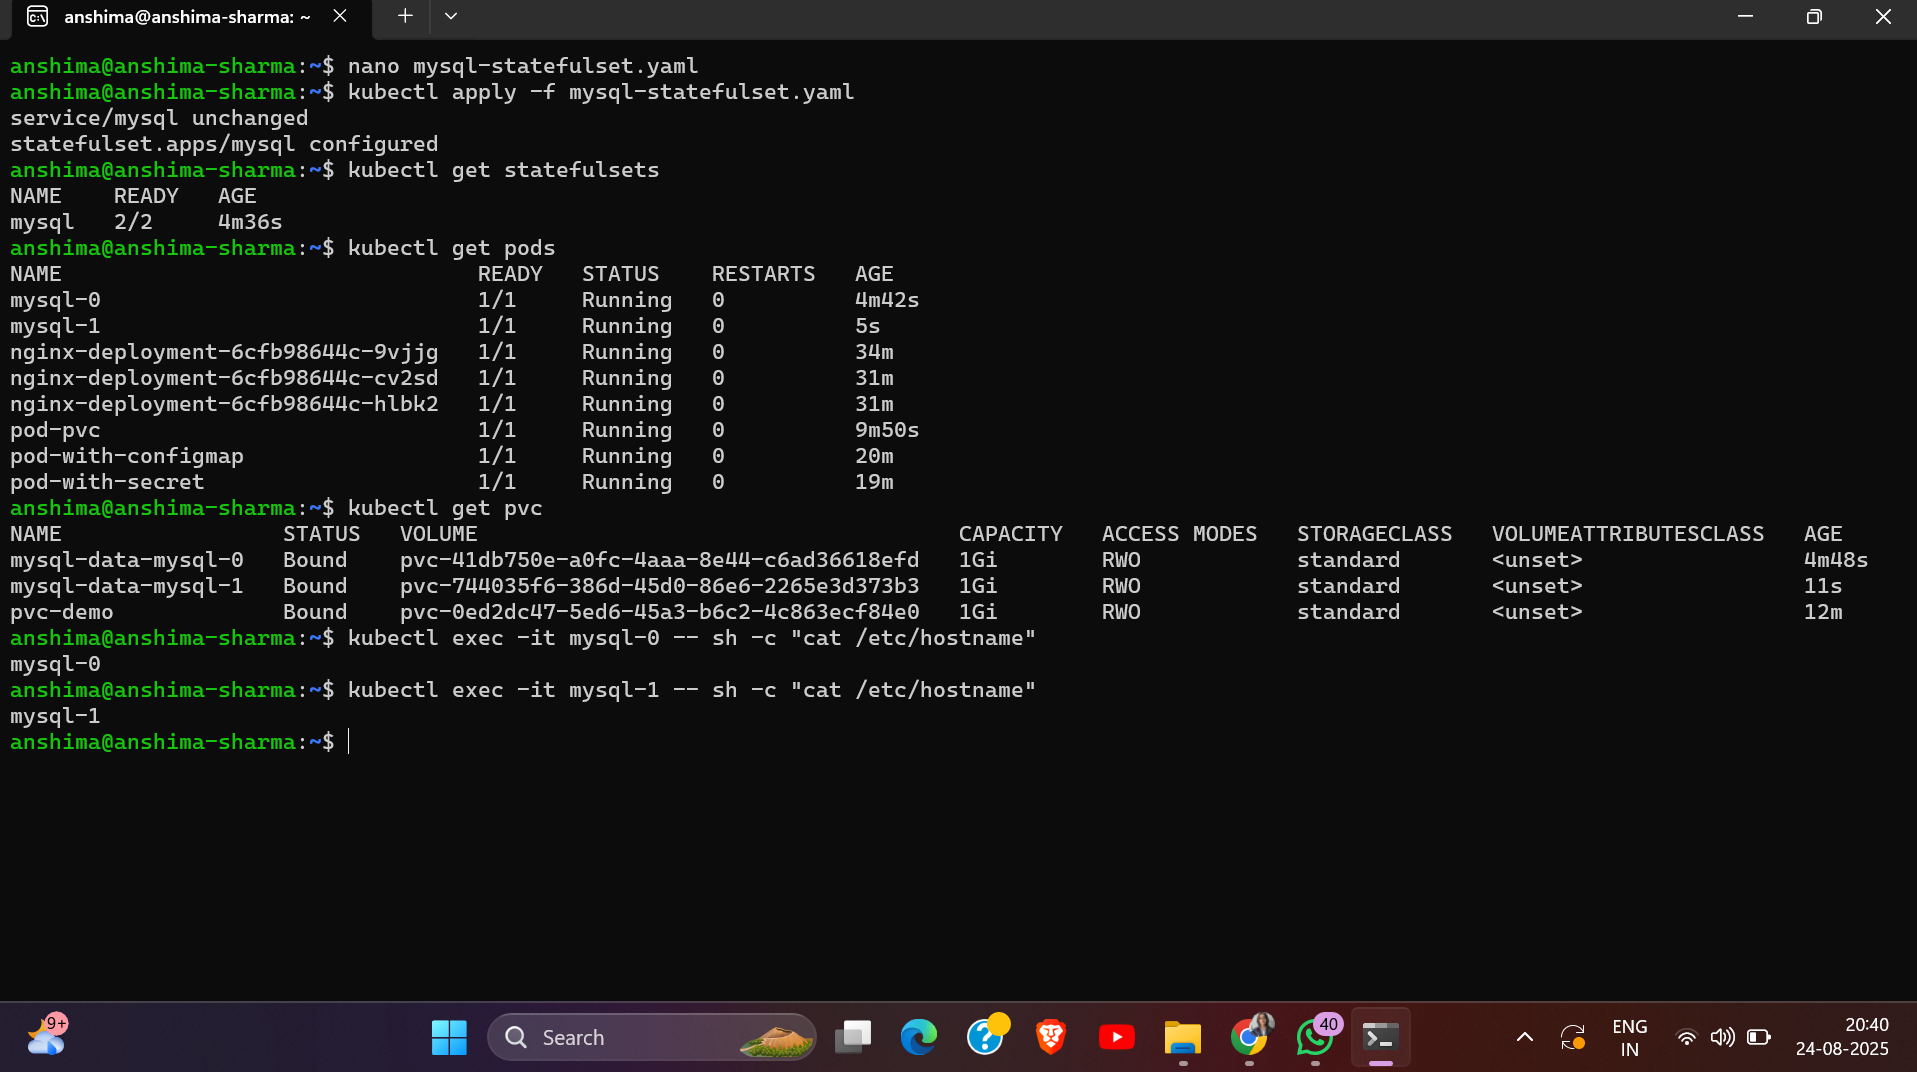 anshima@anshima-sharma: ~
anshima@anshima-sharma:~$ nano mysql-statefulset.yaml
anshima@anshima-sharma:~$ kubectl apply -f mysql-statefulset.yaml
service/mysql unchanged
statefulset.apps/mysql configured
anshima@anshima-sharma:~$ kubectl get statefulsets
NAME    READY   AGE
mysql   2/2     4m36s
anshima@anshima-sharma:~$ kubectl get pods
NAME                                READY   STATUS    RESTARTS   AGE
mysql-0                             1/1     Running   0          4m42s
mysql-1                             1/1     Running   0          5s
nginx-deployment-6cfb98644c-9vjjg   1/1     Running   0          34m
nginx-deployment-6cfb98644c-cv2sd   1/1     Running   0          31m
nginx-deployment-6cfb98644c-hlbk2   1/1     Running   0          31m
pod-pvc                             1/1     Running   0          9m50s
pod-with-configmap                  1/1     Running   0          20m
pod-with-secret                     1/1     Running   0          19m
anshima@anshima-sharma:~$ kubectl get pvc
NAME                 STATUS   VOLUME                                     CAPACITY   ACCESS MODES   STORAGECLASS   VOLUMEATTRIBUTESCLASS   AGE
mysql-data-mysql-0   Bound    pvc-41db750e-a0fc-4aaa-8e44-c6ad36618efd   1Gi        RWO            standard       <unset>                 4m48s
mysql-data-mysql-1   Bound    pvc-744035f6-386d-45d0-86e6-2265e3d373b3   1Gi        RWO            standard       <unset>                 11s
pvc-demo             Bound    pvc-0ed2dc47-5ed6-45a3-b6c2-4c863ecf84e0   1Gi        RWO            standard       <unset>                 12m
anshima@anshima-sharma:~$ kubectl exec -it mysql-0 -- sh -c "cat /etc/hostname"
mysql-0
anshima@anshima-sharma:~$ kubectl exec -it mysql-1 -- sh -c "cat /etc/hostname"
mysql-1
anshima@anshima-sharma:~$
9+
Search
40
ENG
IN
20:40
24-08-2025